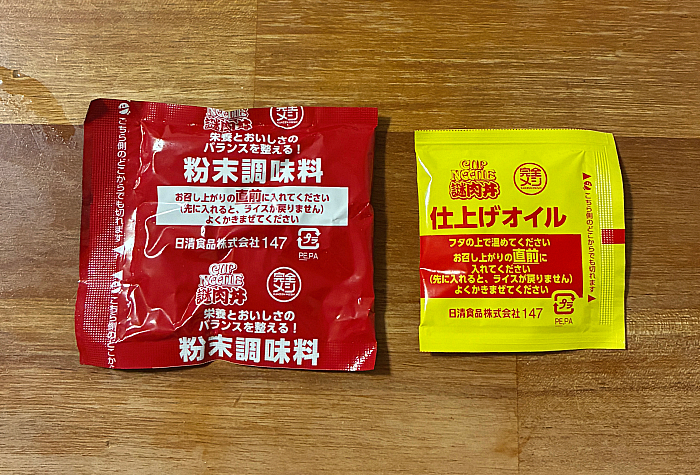 CUP
NOODLE
謎肉丼
完全
メシ
栄養とおいしさの
バランスを整える！
粉末調味料
お召し上がりの直前に入れてください
(先に入れると、ライスが戻りません)
よくかきまぜてください
日清食品株式会社 147
プラ
PE,PA
CUP
NOODLE
謎肉丼
完全
メシ
栄養とおいしさの
バランスを整える！
粉末調味料
こちら側のどこからでも切れます
こちら側の
CUP
NOODLE
謎肉丼
完全
メシ
仕上げオイル
フタの上で温めてください
お召し上がりの直前に
入れてください
(先に入れると、ライスが戻りません)
よくかきまぜてください
日清食品株式会社 147
プラ
PE,PA
こちら側のどこからでも切れます